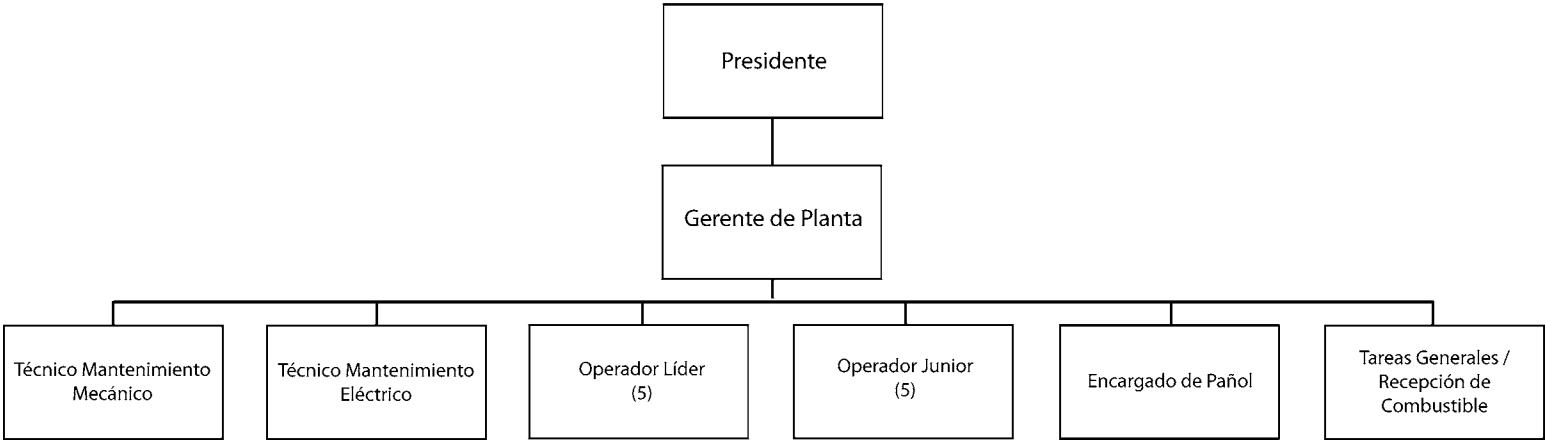 Presidente
Gerente de Planta
Técnico Mantenimiento
Mecánico
Técnico Mantenimiento
Eléctrico
Operador Líder
(5)
Operador Junior
(5)
Encargado de Pañol
Tareas Generales /
Recepción de
Combustible